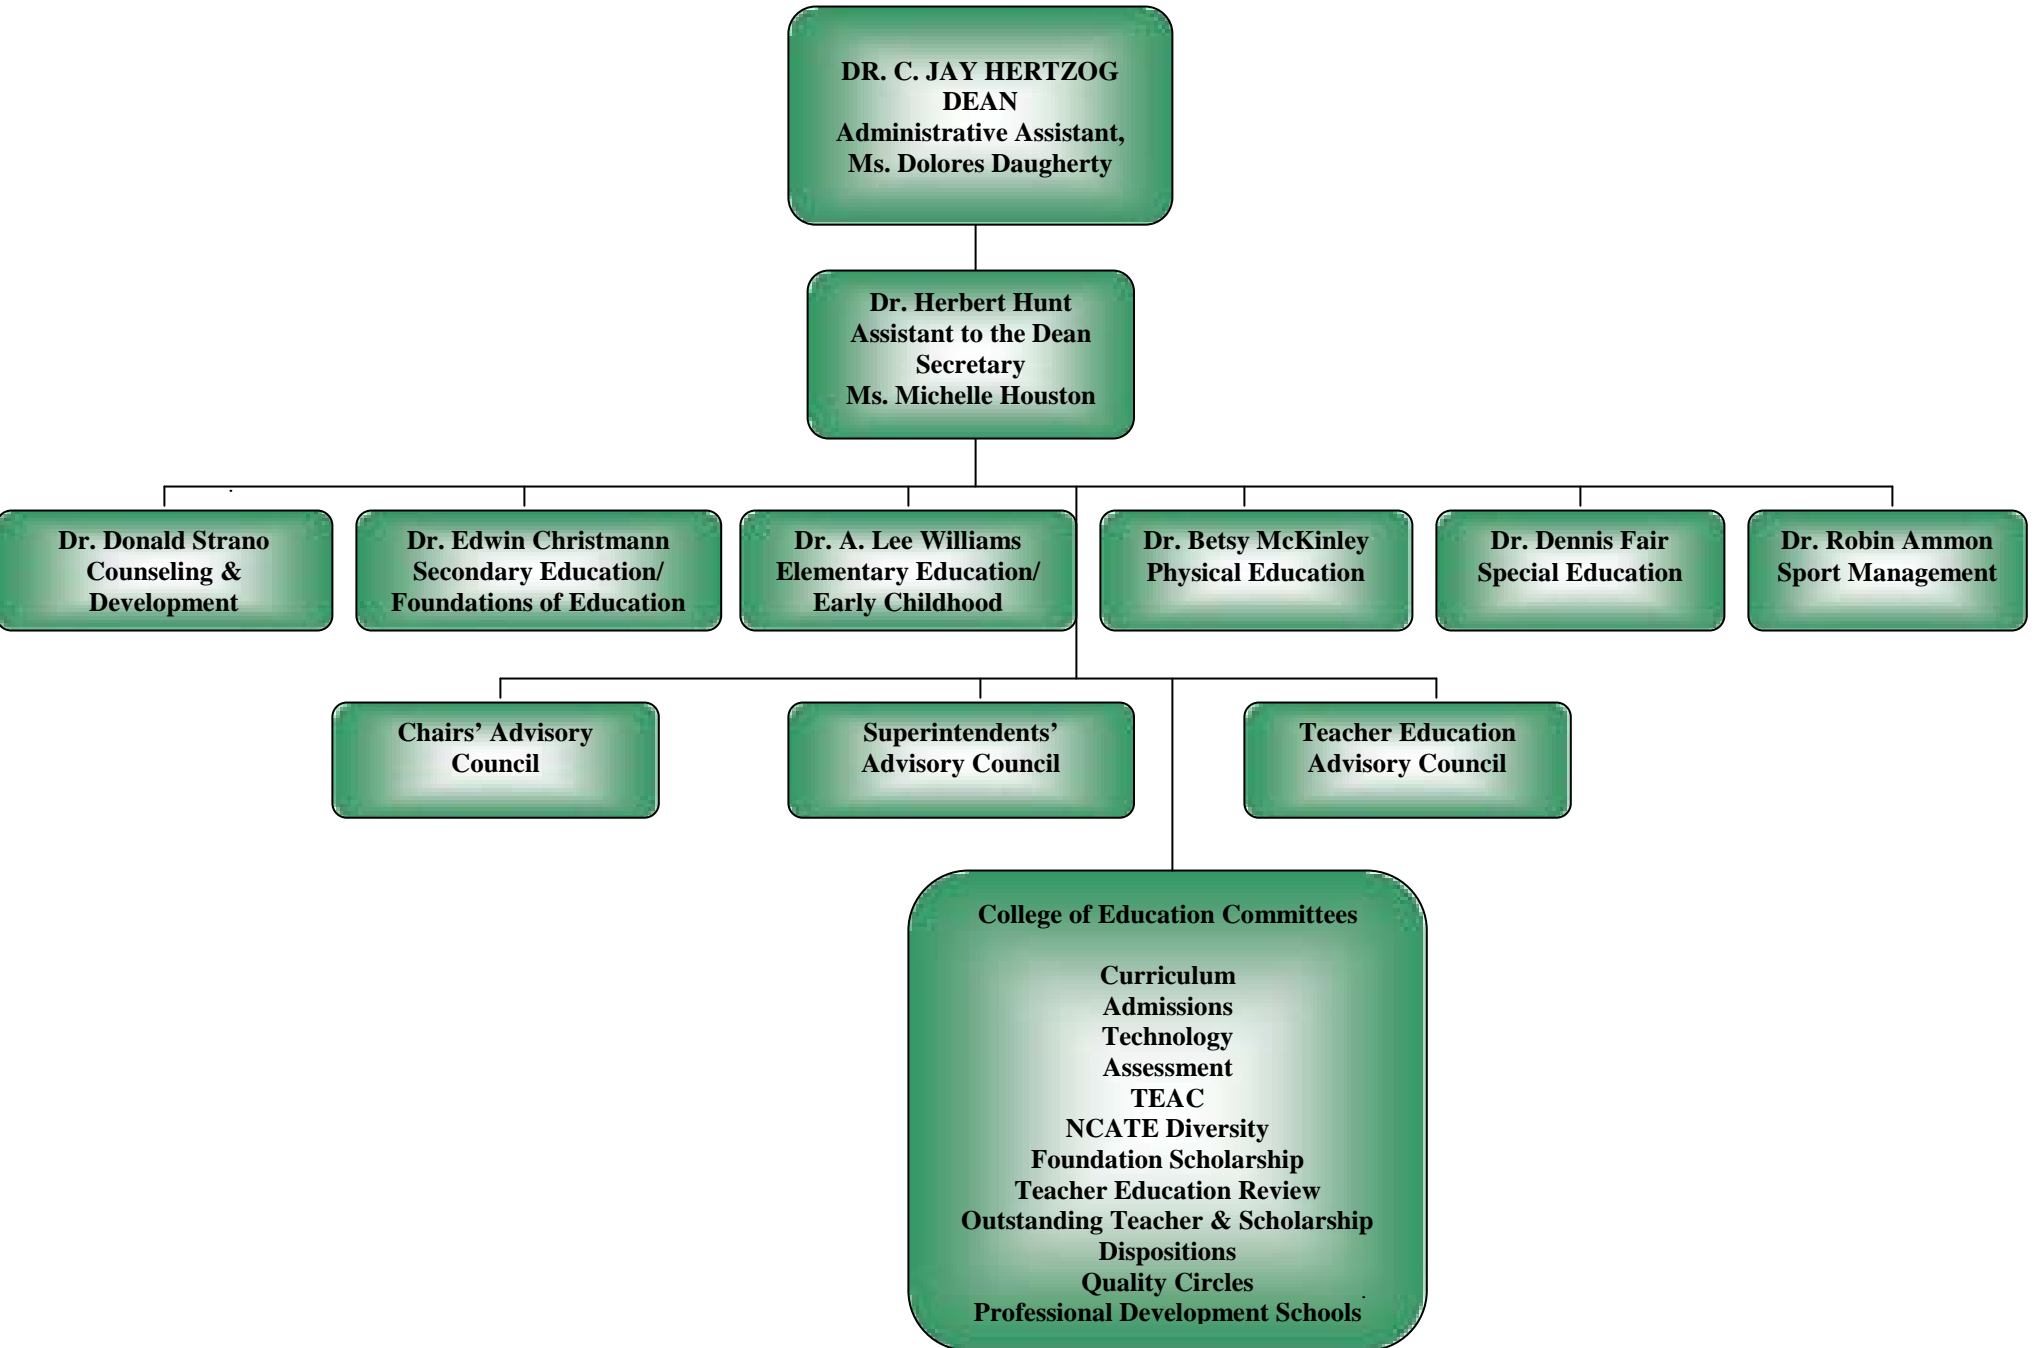 DR. C. JAY HERTZOG
DEAN
Administrative Assistant,
Ms. Dolores Daugherty
Dr. Herbert Hunt
Assistant to the Dean
Secretary
Ms. Michelle Houston
Dr. Donald Strano
Counseling &
Development
Dr. Edwin Christmann
Secondary Education/
Foundations of Education
Dr. A. Lee Williams
Elementary Education/
Early Childhood
Dr. Betsy McKinley
Physical Education
Dr. Dennis Fair
Special Education
Dr. Robin Ammon
Sport Management
Chairs’ Advisory
Council
Superintendents’
Advisory Council
Teacher Education
Advisory Council
College of Education Committees
Curriculum
Admissions
Technology
Assessment
TEAC
NCATE Diversity
Foundation Scholarship
Teacher Education Review
Outstanding Teacher & Scholarship
Dispositions
Quality Circles
Professional Development Schools